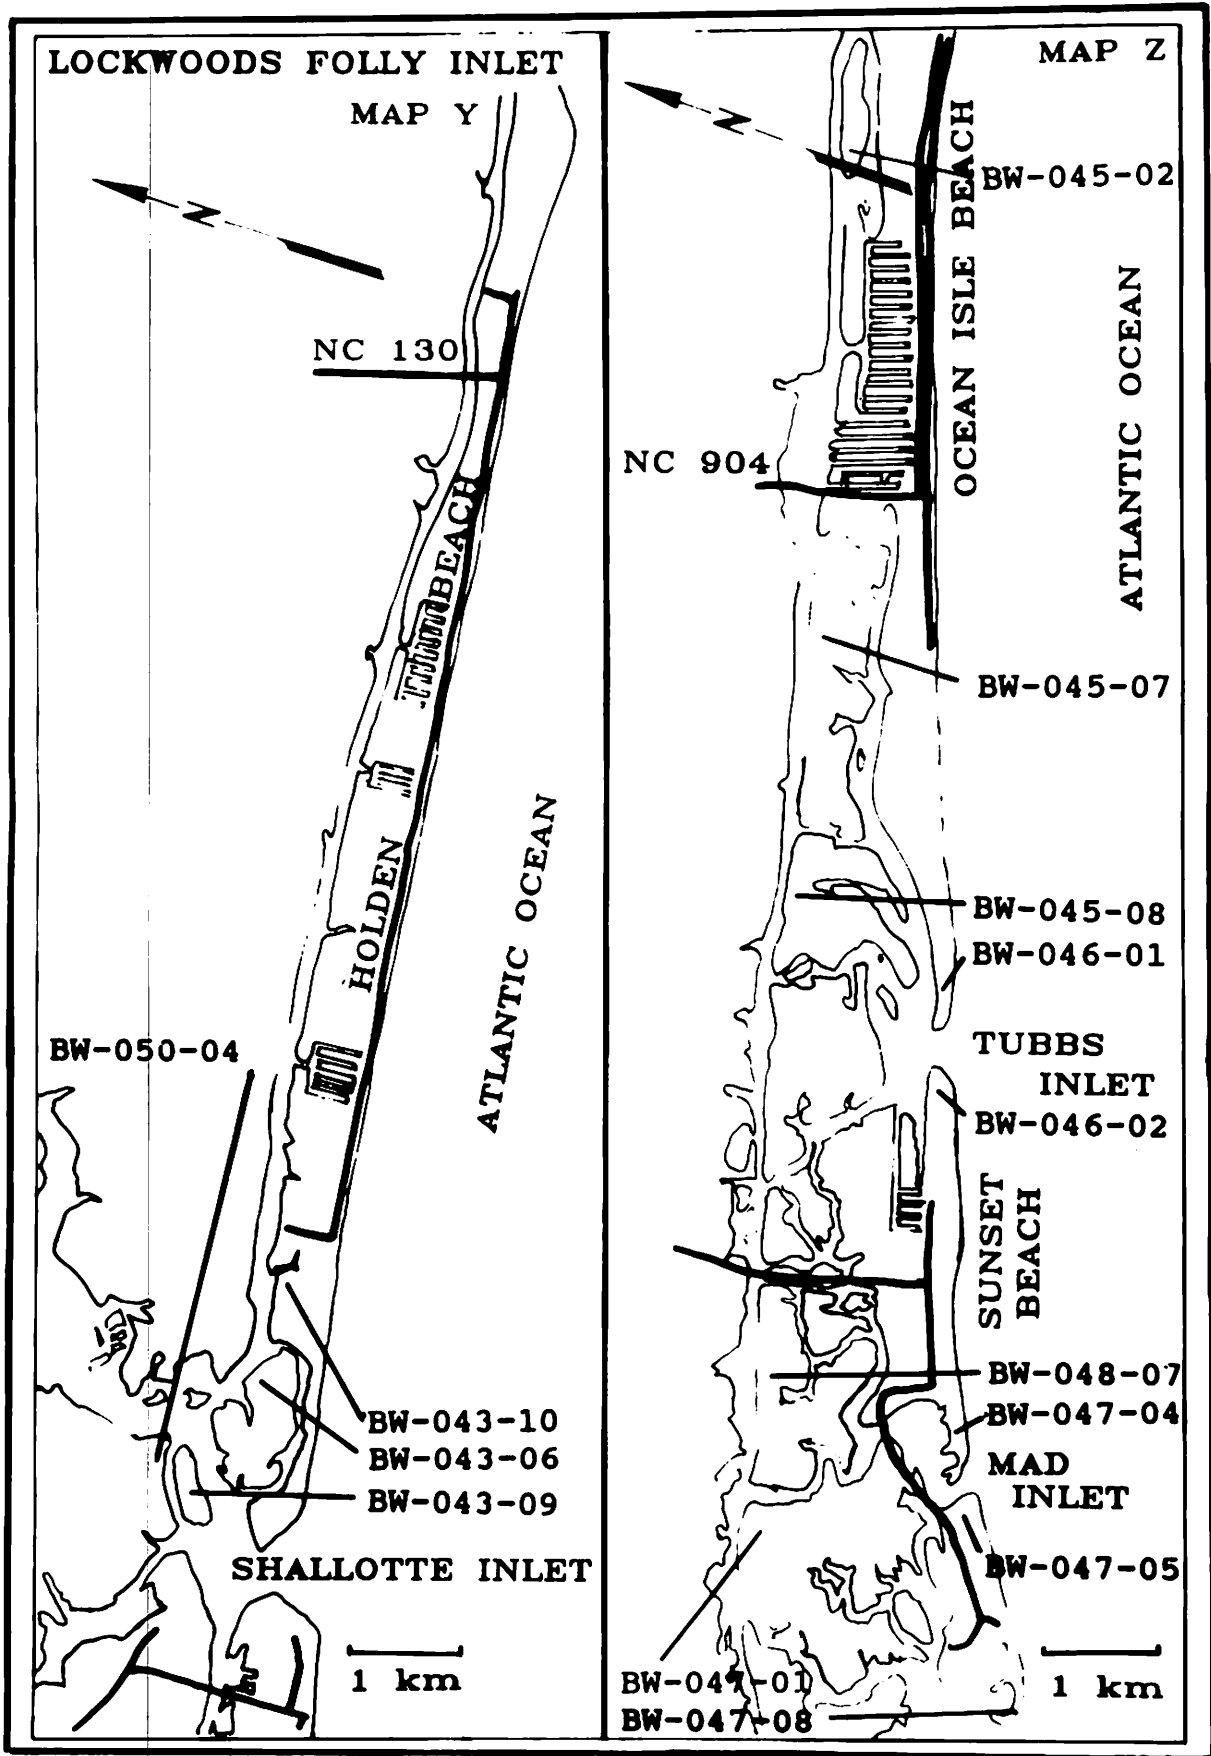 LOCKWOODS FOLLY INLET
MAP Y
N
NC 130
HOLDEN BEACH
ATLANTIC OCEAN
BW-050-04
BW-043-10
BW-043-06
BW-043-09
SHALLOTTE INLET
1 km
MAP Z
N
BW-045-02
OCEAN ISLE BEACH
ATLANTIC OCEAN
NC 904
BW-045-07
BW-045-08
BW-046-01
TUBBS
INLET
BW-046-02
SUNSET
BEACH
BW-048-07
BW-047-04
MAD
INLET
BW-047-05
BW-047-01
BW-047-08
1 km